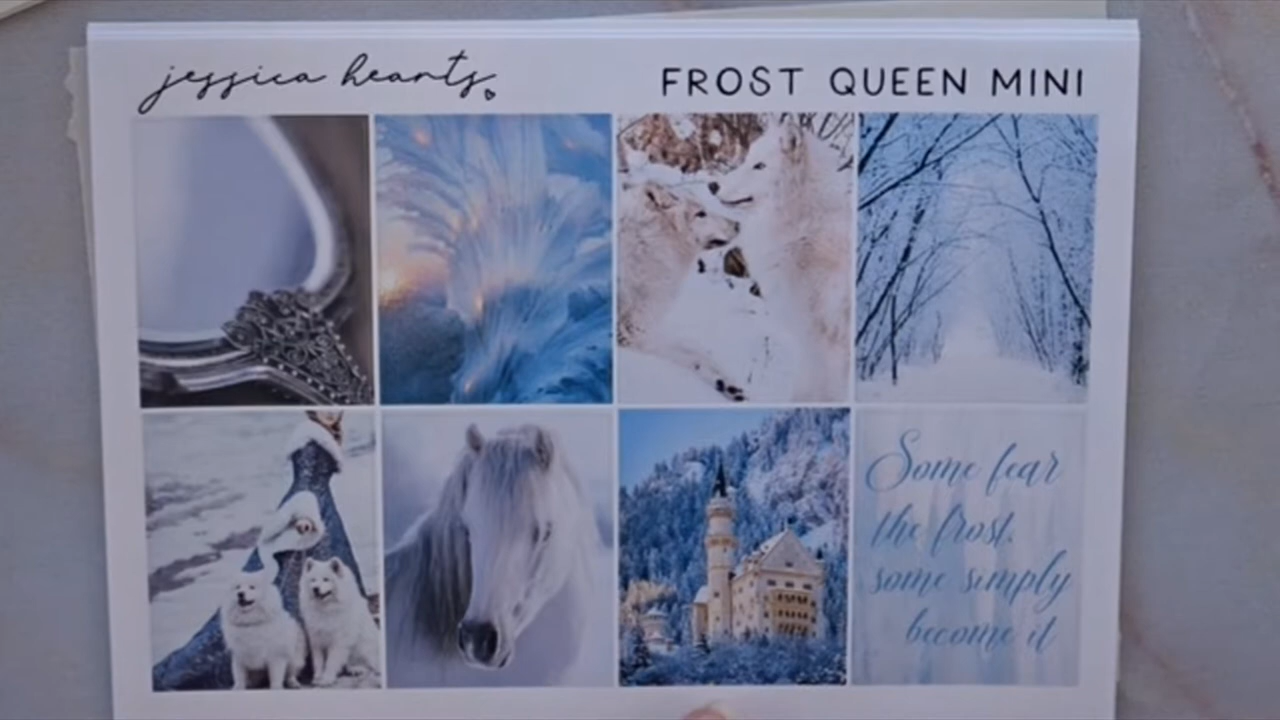 jessica hearts
FROST QUEEN MINI
Some fear
the frost,
some simply
become it